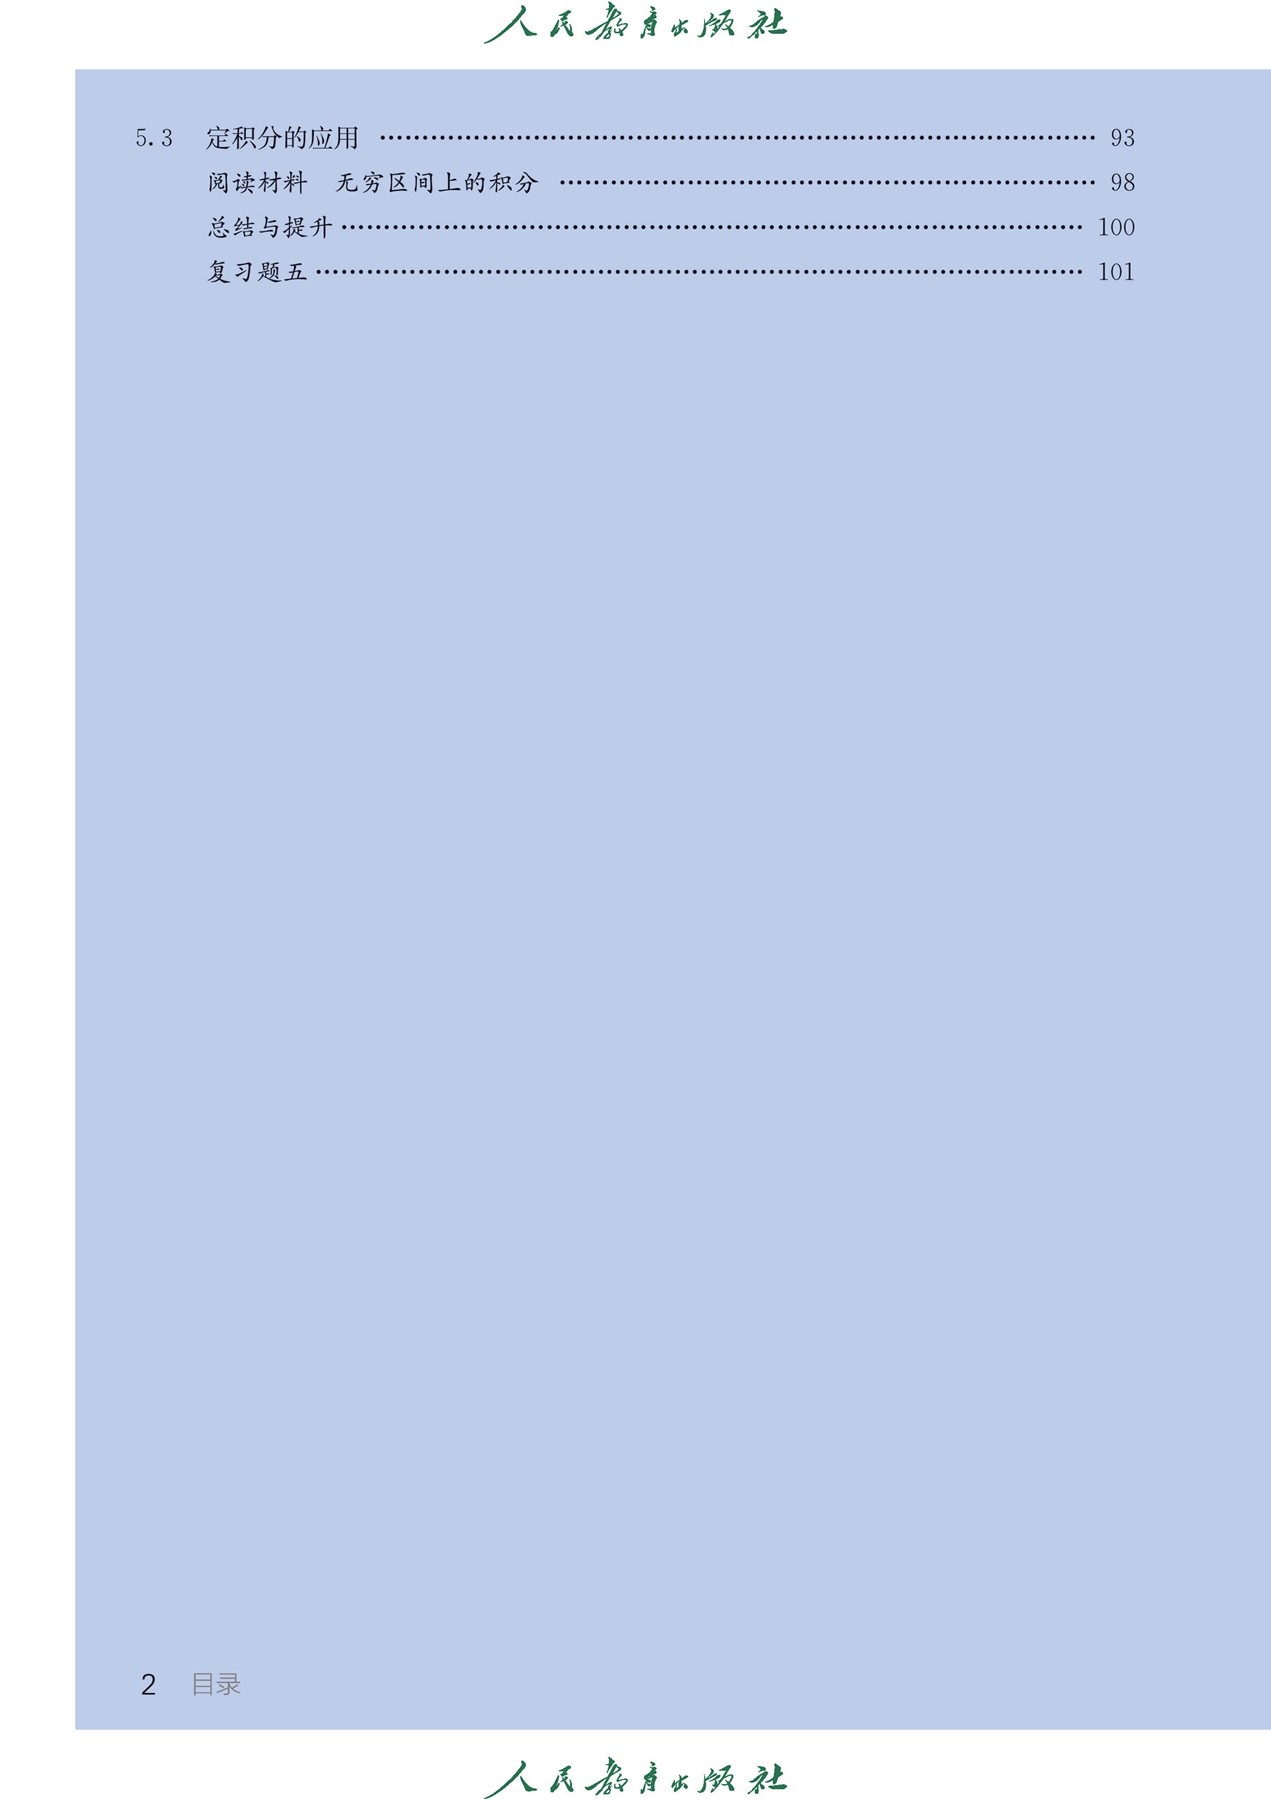 人民教育出版社
5.3 定积分的应用 …………………………………………………………………… 93
阅读材料 无穷区间上的积分 ………………………………………………… 98
总结与提升 ……………………………………………………………………… 100
复习题五 ………………………………………………………………………… 101
2 目录
人民教育出版社